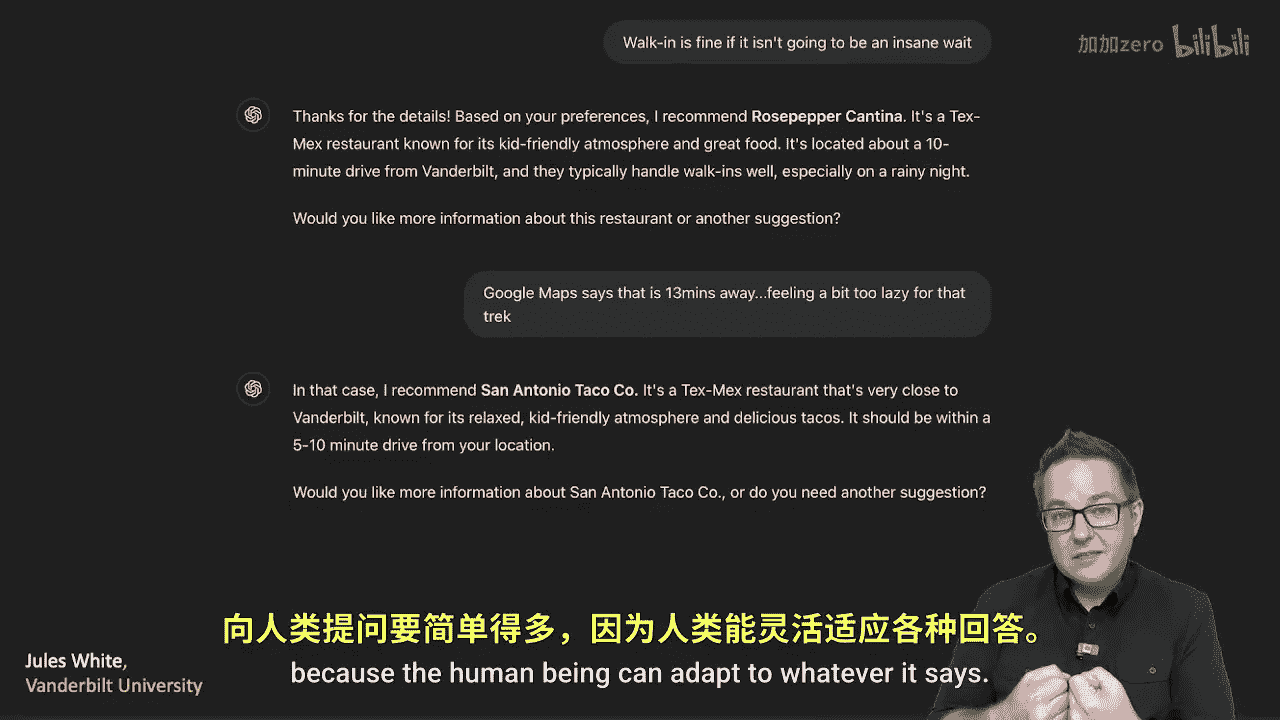 Walk-in is fine if it isn't going to be an insane wait
加加zero bilibili
Thanks for the details! Based on your preferences, I recommend Rosepepper Cantina. It's a Tex-
Mex restaurant known for its kid-friendly atmosphere and great food. It's located about a 10-
minute drive from Vanderbilt, and they typically handle walk-ins well, especially on a rainy night.
Would you like more information about this restaurant or another suggestion?
Google Maps says that is 13mins away...feeling a bit too lazy for that
trek
In that case, I recommend San Antonio Taco Co. It's a Tex-Mex restaurant that's very close to
Vanderbilt, known for its relaxed, kid-friendly atmosphere and delicious tacos. It should be within a
5-10 minute drive from your location.
Would you like more information about San Antonio Taco Co., or do you need another suggestion?
向人类提问要简单得多，因为人类能灵活适应各种回答。
because the human being can adapt to whatever it says.
Jules White,
Vanderbilt University